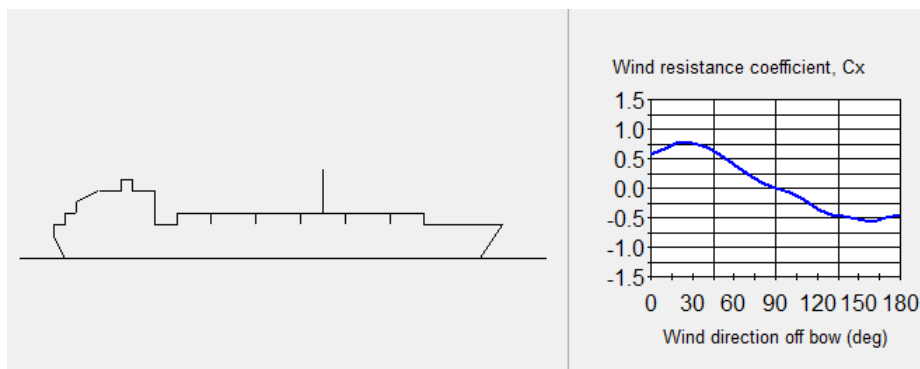 Wind resistance coefficient, Cx
1.5
1.0
0.5
0.0
-0.5
-1.0
-1.5
0 30 60 90 120 150 180
Wind direction off bow (deg)